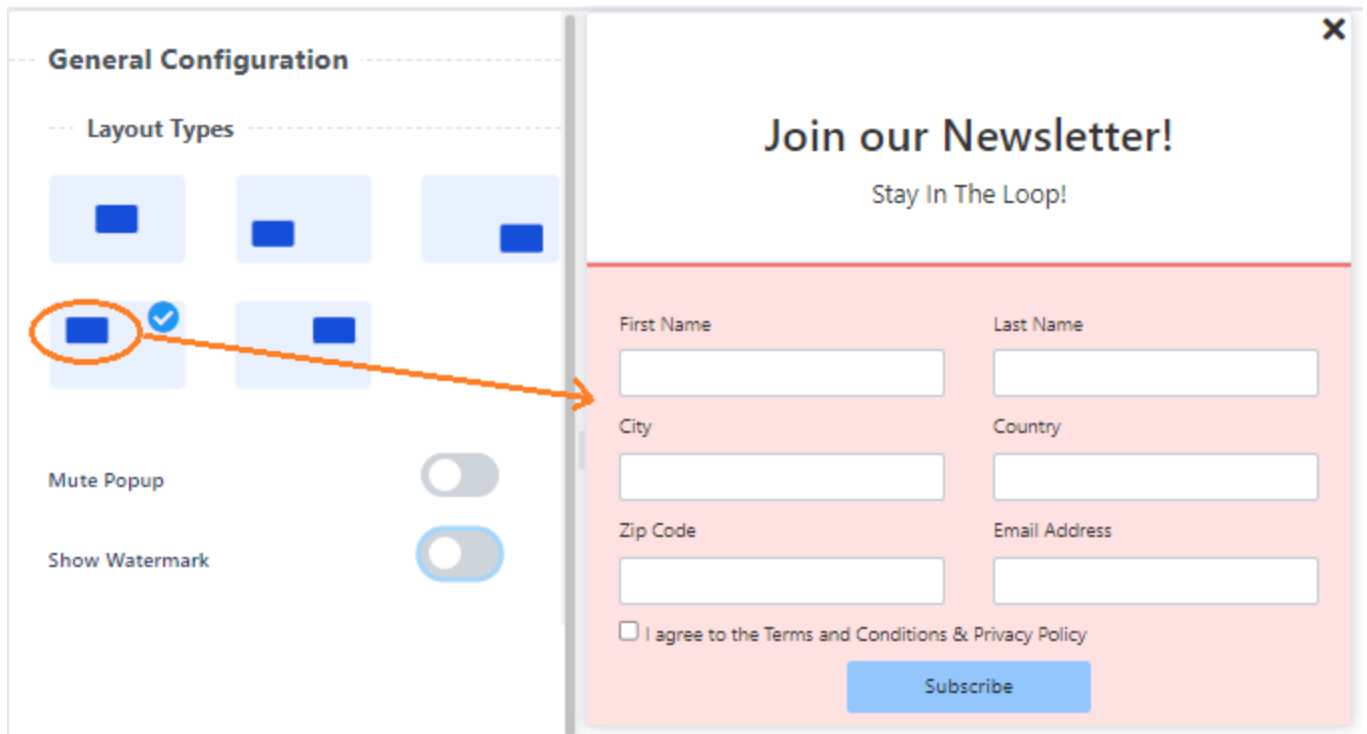 General Configuration
Layout Types
Mute Popup
Show Watermark
Join our Newsletter!
Stay In The Loop!
First Name
Last Name
City
Country
Zip Code
Email Address
I agree to the Terms and Conditions & Privacy Policy
Subscribe